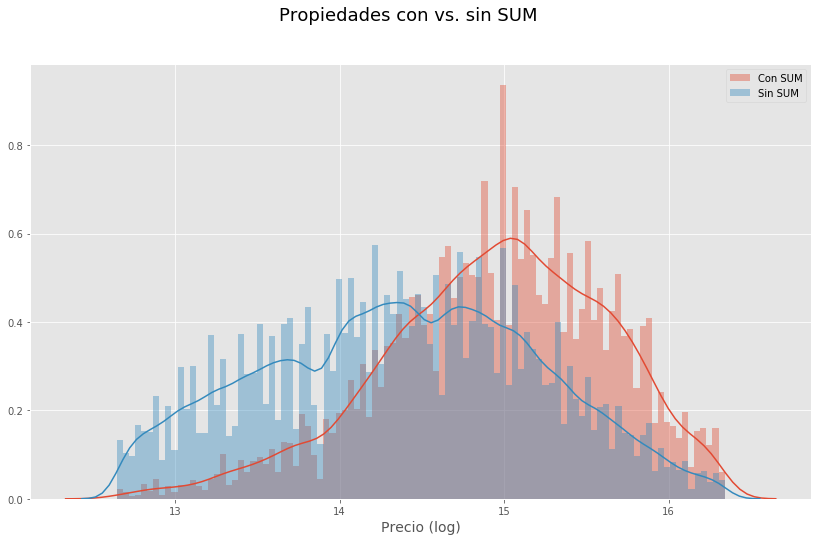 Propiedades con vs. sin SUM
Con SUM
Sin SUM
0.8
0.6
0.4
0.2
0.0
13 14 15 16
Precio (log)